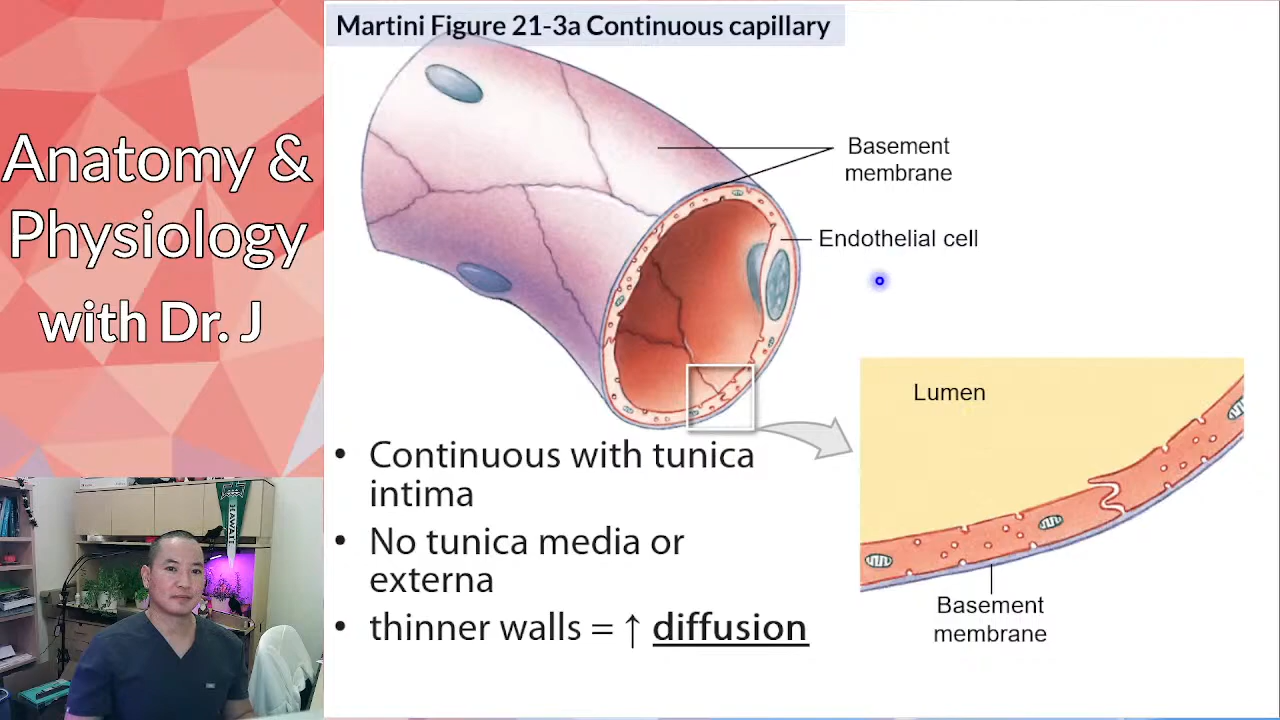 Anatomy &
Physiology
with Dr. J
HAWAI'I
Martini Figure 21-3a Continuous capillary
Basement
membrane
Endothelial cell
Lumen
Basement
membrane
• Continuous with tunica
intima
• No tunica media or
externa
• thinner walls = ↑ diffusion